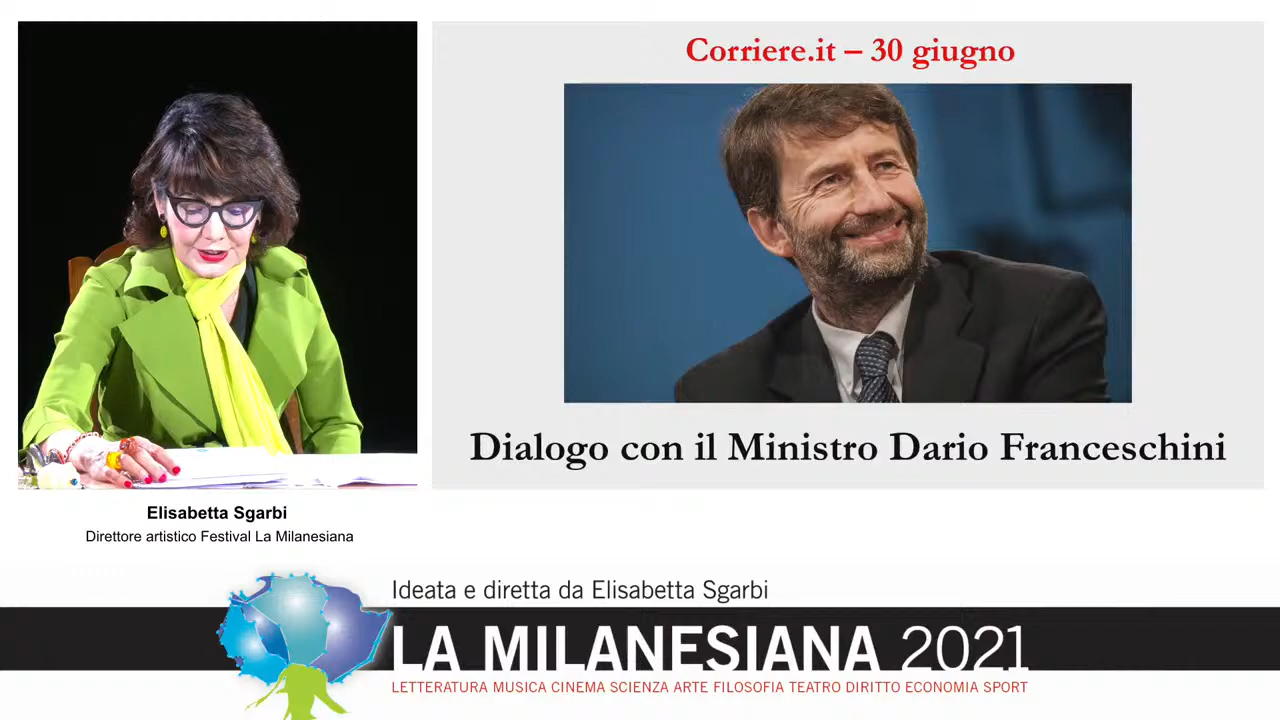 Corriere.it – 30 giugno
Dialogo con il Ministro Dario Franceschini
Elisabetta Sgarbi
Direttore artistico Festival La Milanesiana
Ideata e diretta da Elisabetta Sgarbi
LA MILANESIANA 2021
LETTERATURA MUSICA CINEMA SCIENZA ARTE FILOSOFIA TEATRO DIRITTO ECONOMIA SPORT